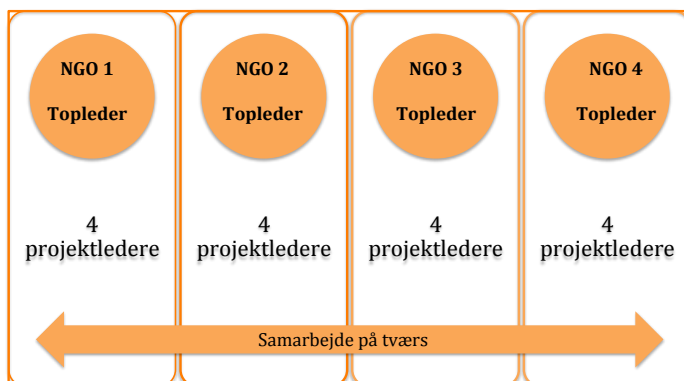 NGO 1
Topleder
NGO 2
Topleder
NGO 3
Topleder
NGO 4
Topleder
4
projektledere
4
projektledere
4
projektledere
4
projektledere
Samarbejde på tværs